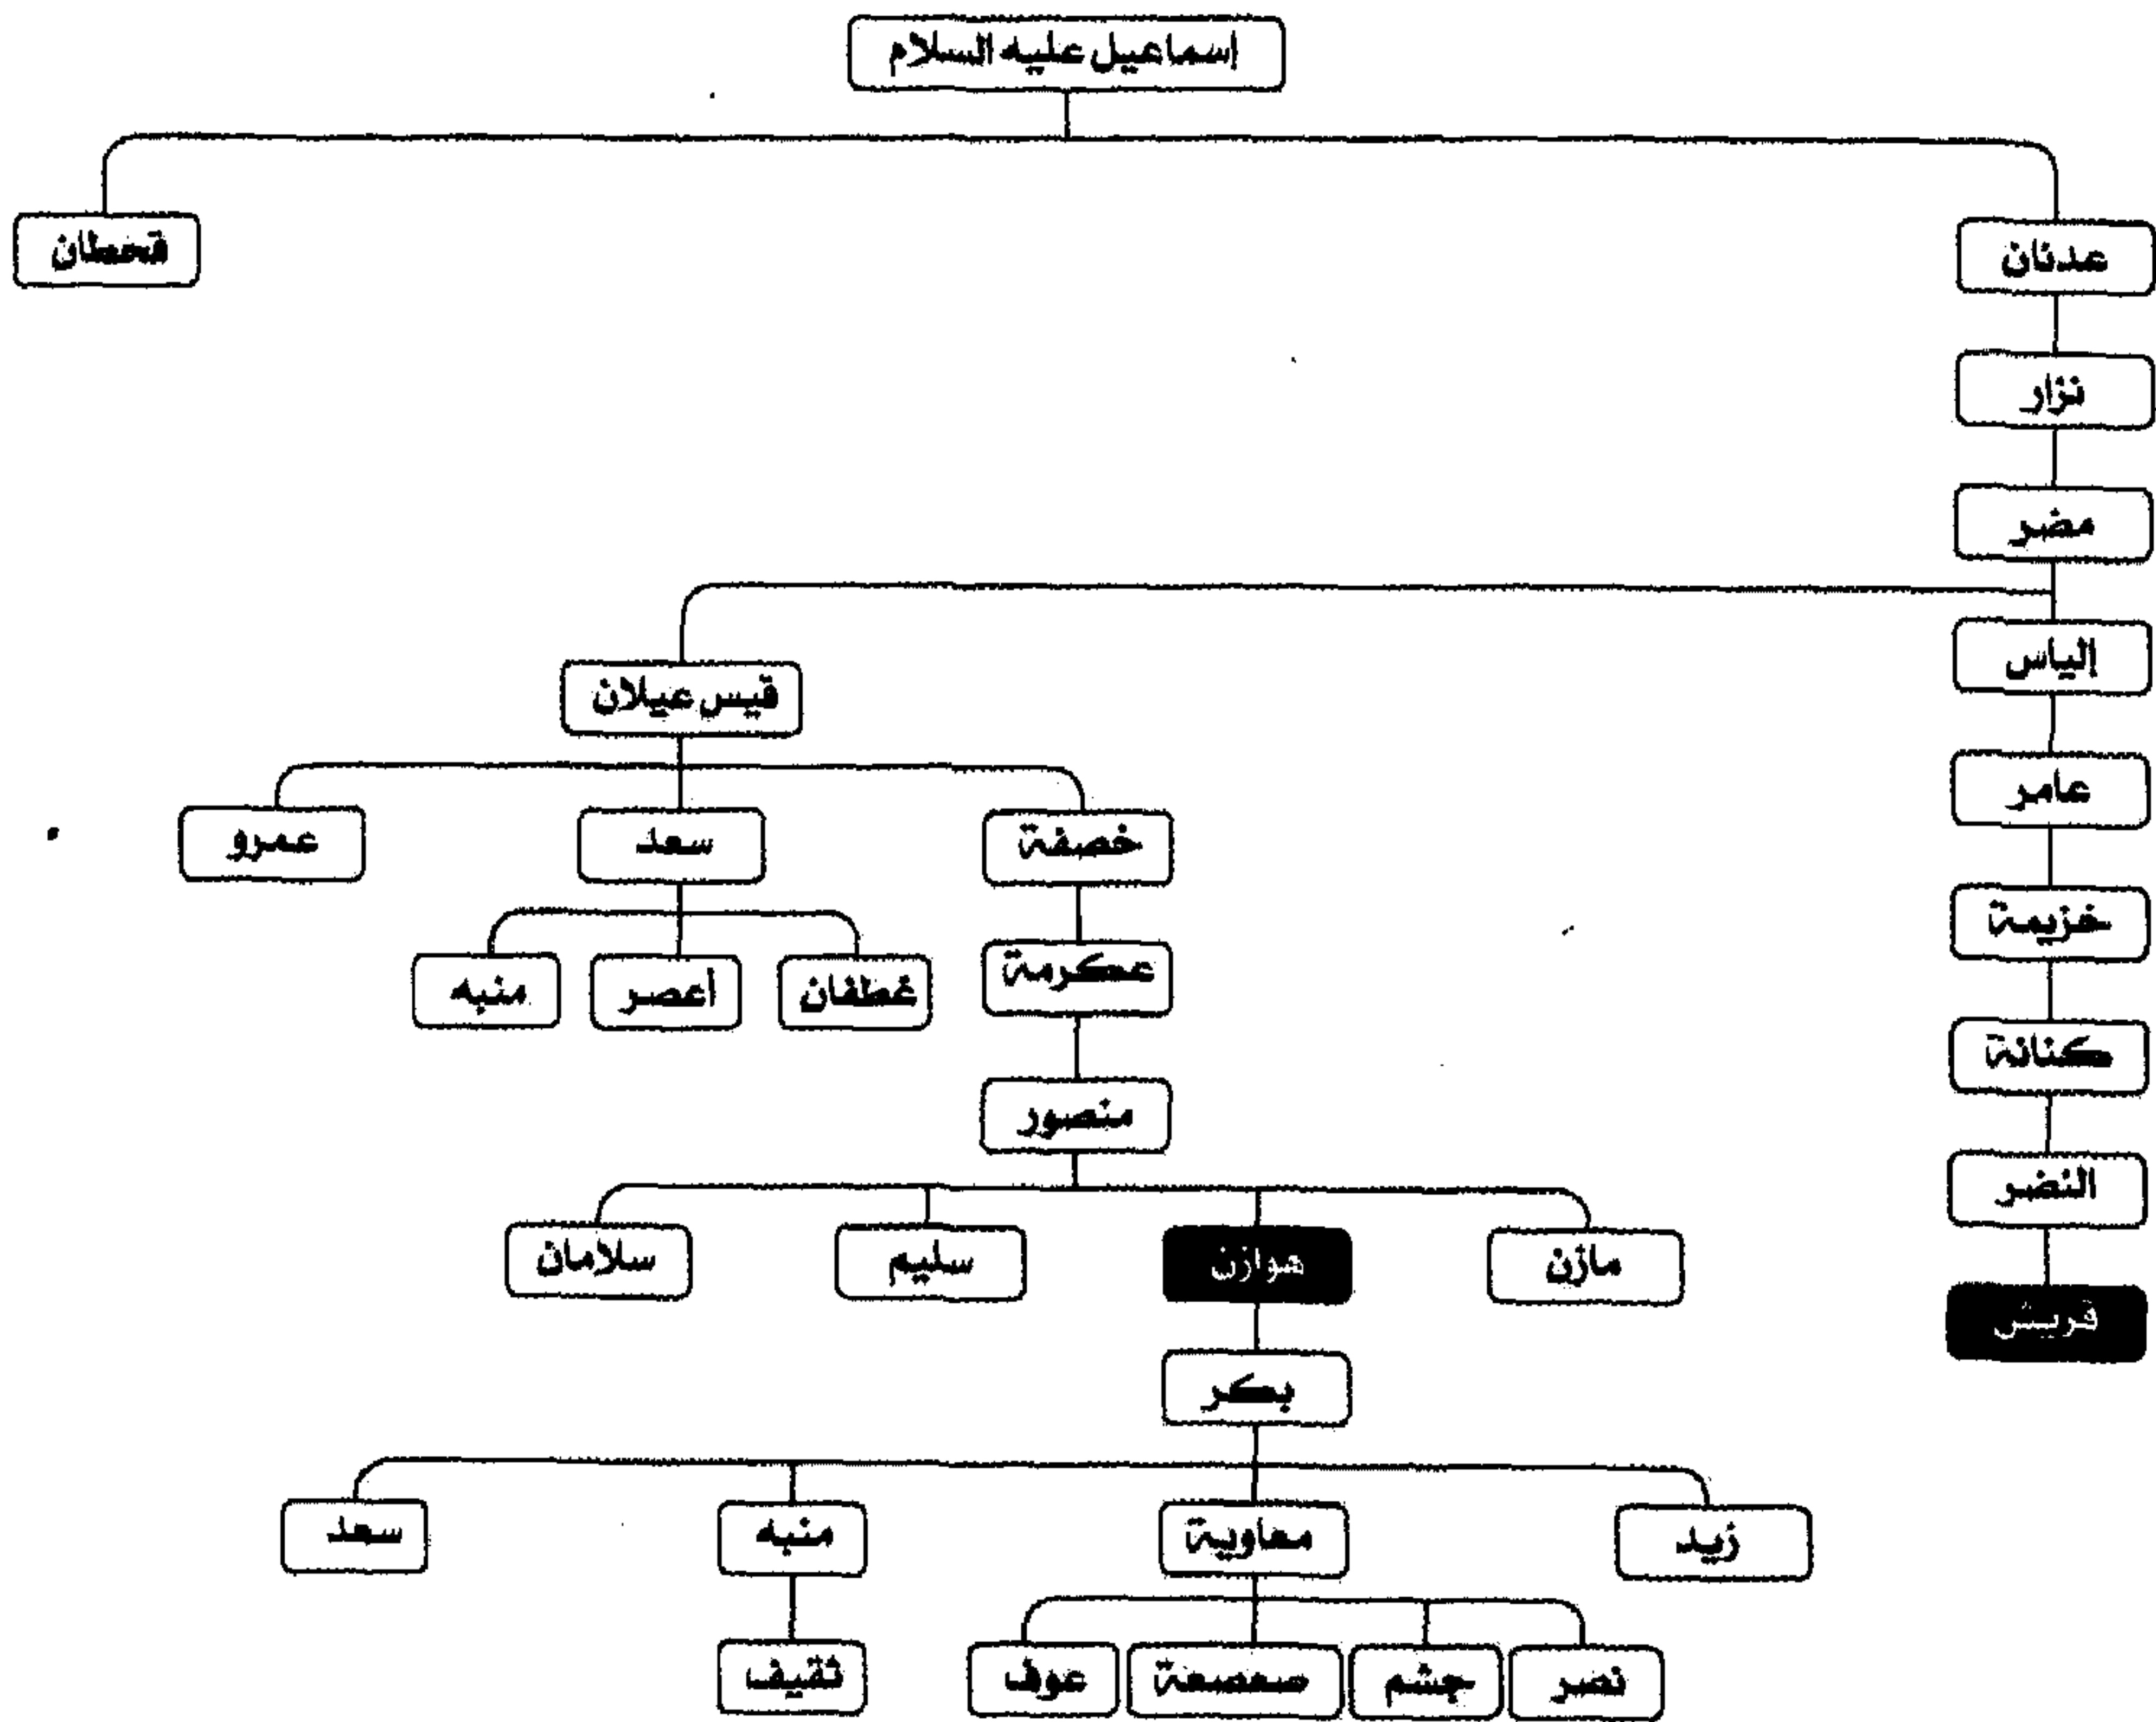 إسماعيل عليه السلام
عدنان
قحطان
نزار
مضر
إلياس
قيس عيلان
عامر
خصفة
سعد
عمرو
خزيمة
عكرمة
غطفان
أعصر
منبه
كنانة
منصور
النضر
مازن
هوازن
سليم
سلامان
قريش
بكر
زيد
معاوية
منبه
سعد
نصر
جشم
صعصعة
عوف
ثقيف